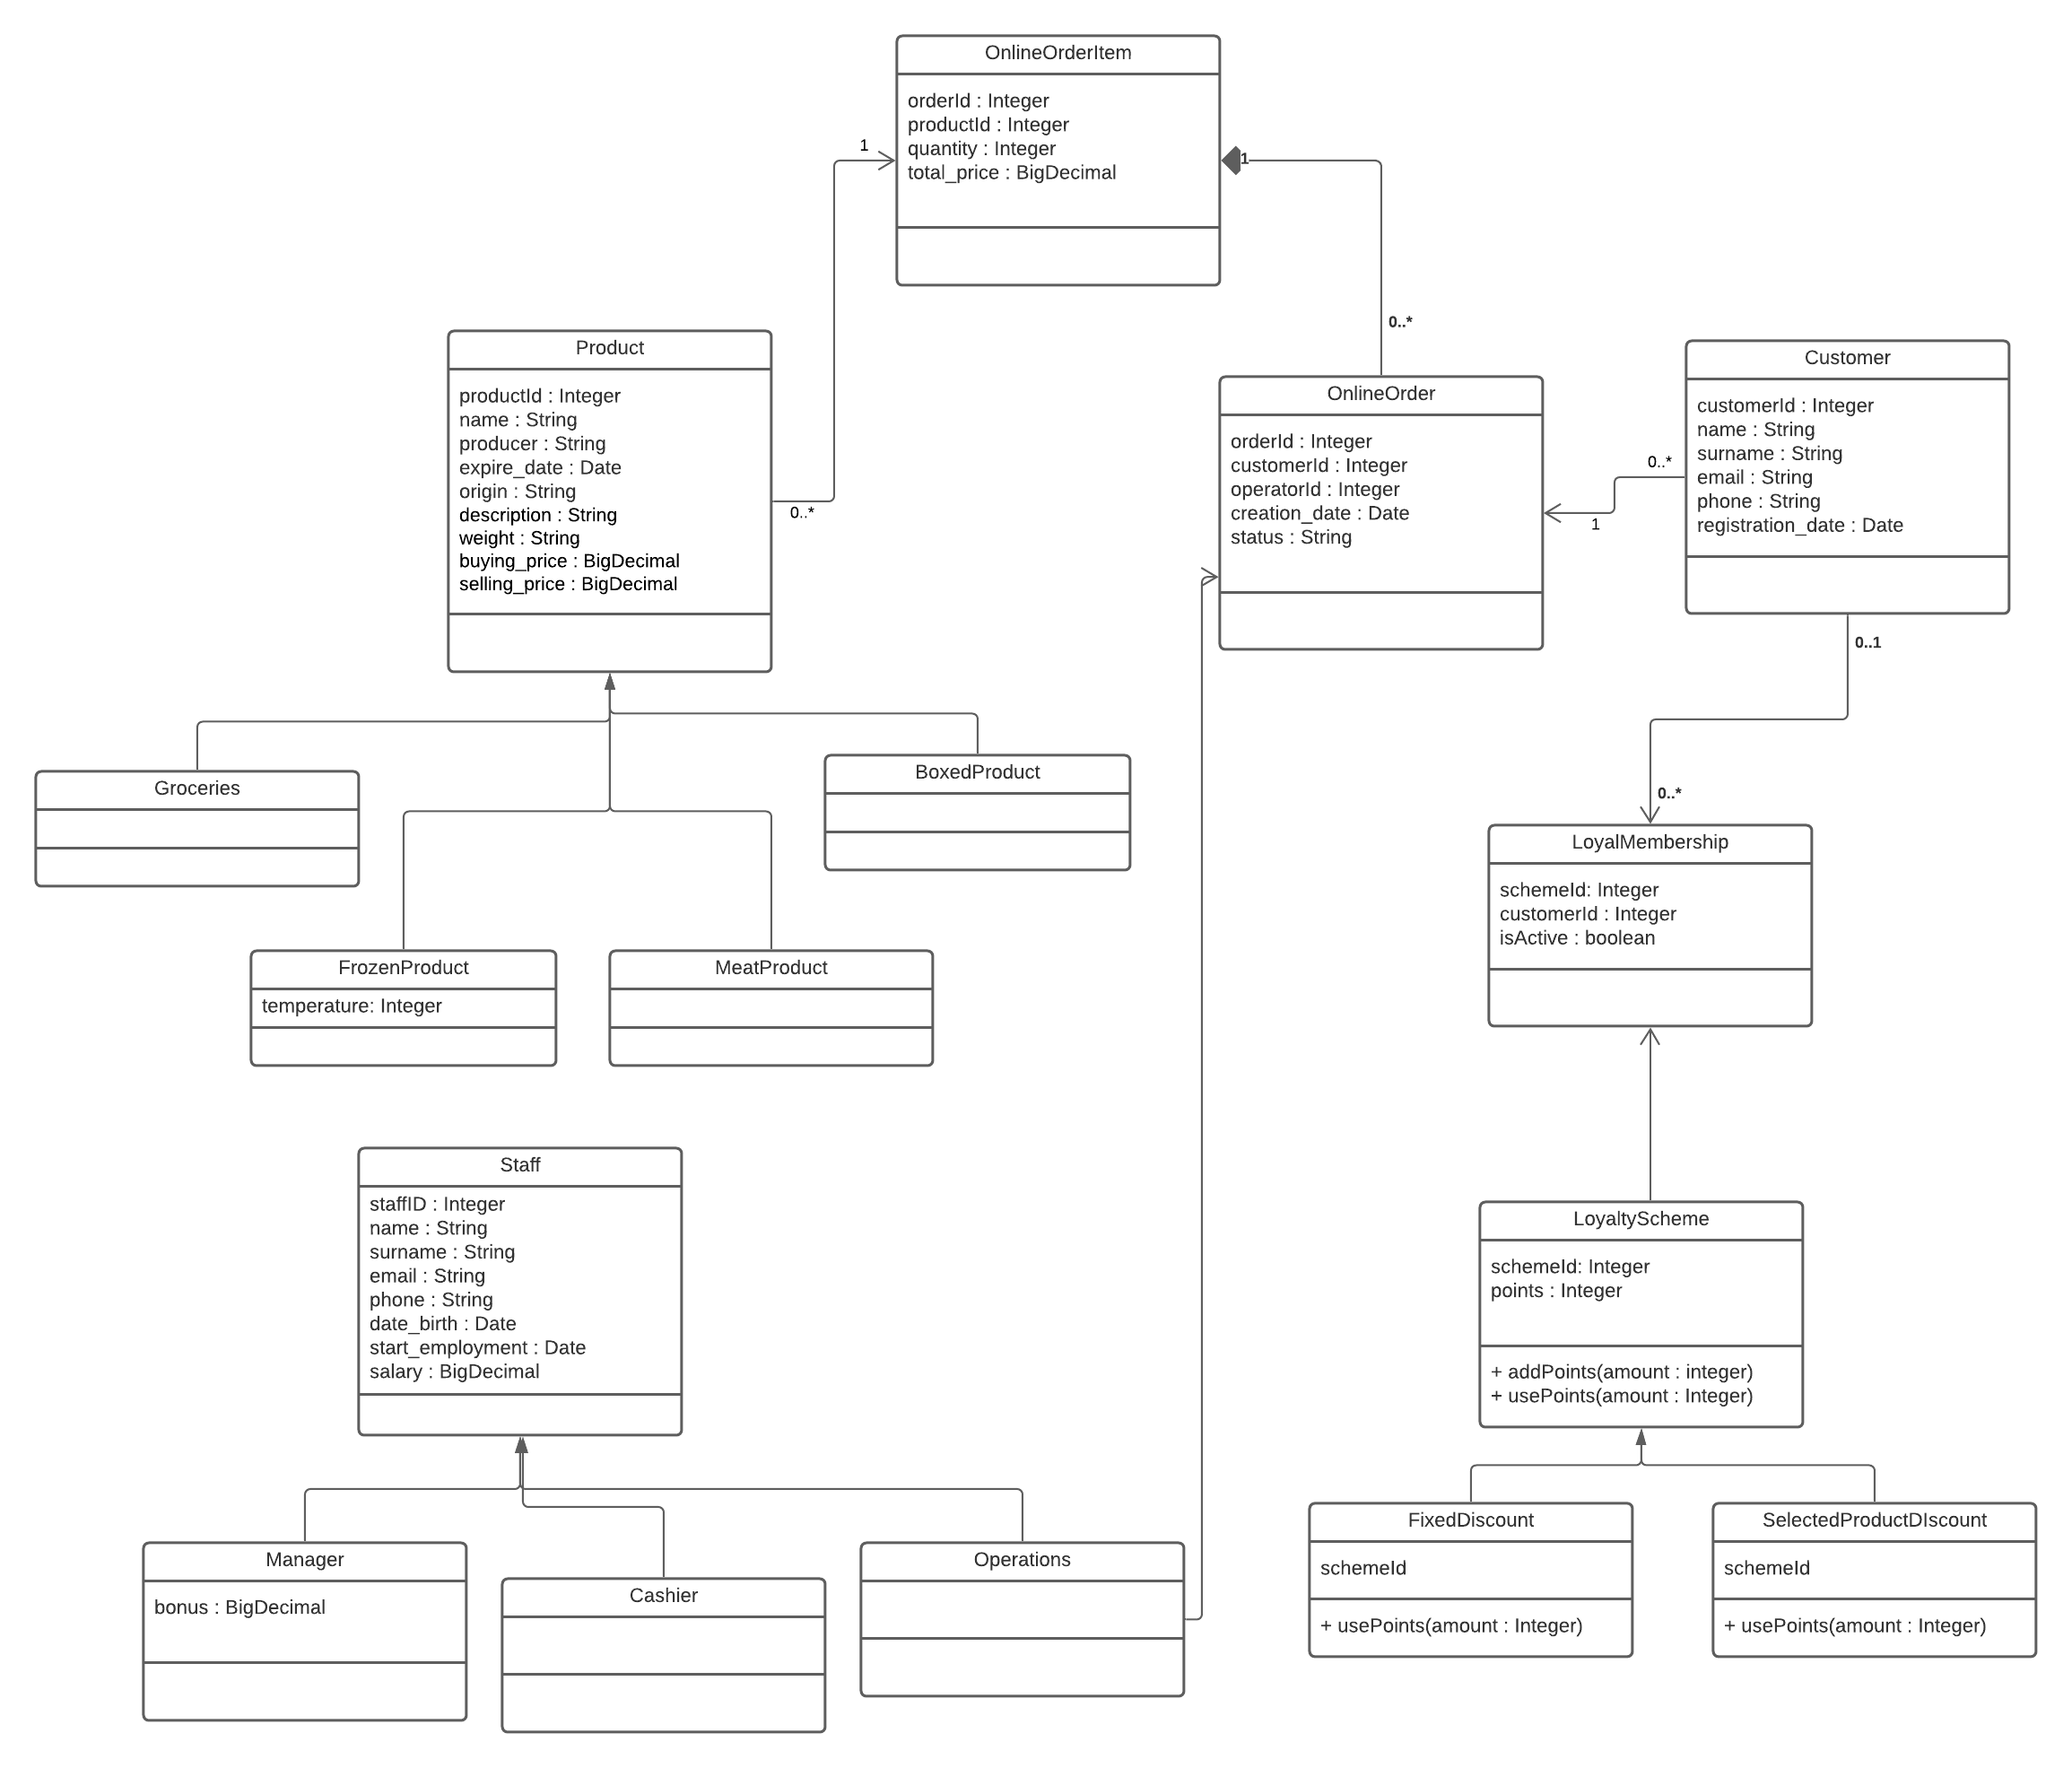 OnlineOrderItem
orderId : Integer
productId : Integer
quantity : Integer
total_price : BigDecimal
1
1
0..*
Product
productId : Integer
name : String
producer : String
expire_date : Date
origin : String
description : String
weight : String
buying_price : BigDecimal
selling_price : BigDecimal
0..*
OnlineOrder
orderId : Integer
customerId : Integer
operatorId : Integer
creation_date : Date
status : String
0..*
1
Customer
customerId : Integer
name : String
surname : String
email : String
phone : String
registration_date : Date
0..1
0..*
Groceries
BoxedProduct
FrozenProduct
temperature: Integer
MeatProduct
LoyalMembership
schemeId: Integer
customerId : Integer
isActive : boolean
Staff
staffID : Integer
name : String
surname : String
email : String
phone : String
date_birth : Date
start_employment : Date
salary : BigDecimal
LoyaltyScheme
schemeId: Integer
points : Integer
+ addPoints(amount : integer)
+ usePoints(amount : Integer)
Manager
bonus : BigDecimal
Cashier
Operations
FixedDiscount
schemeId
+ usePoints(amount : Integer)
SelectedProductDIscount
schemeId
+ usePoints(amount : Integer)